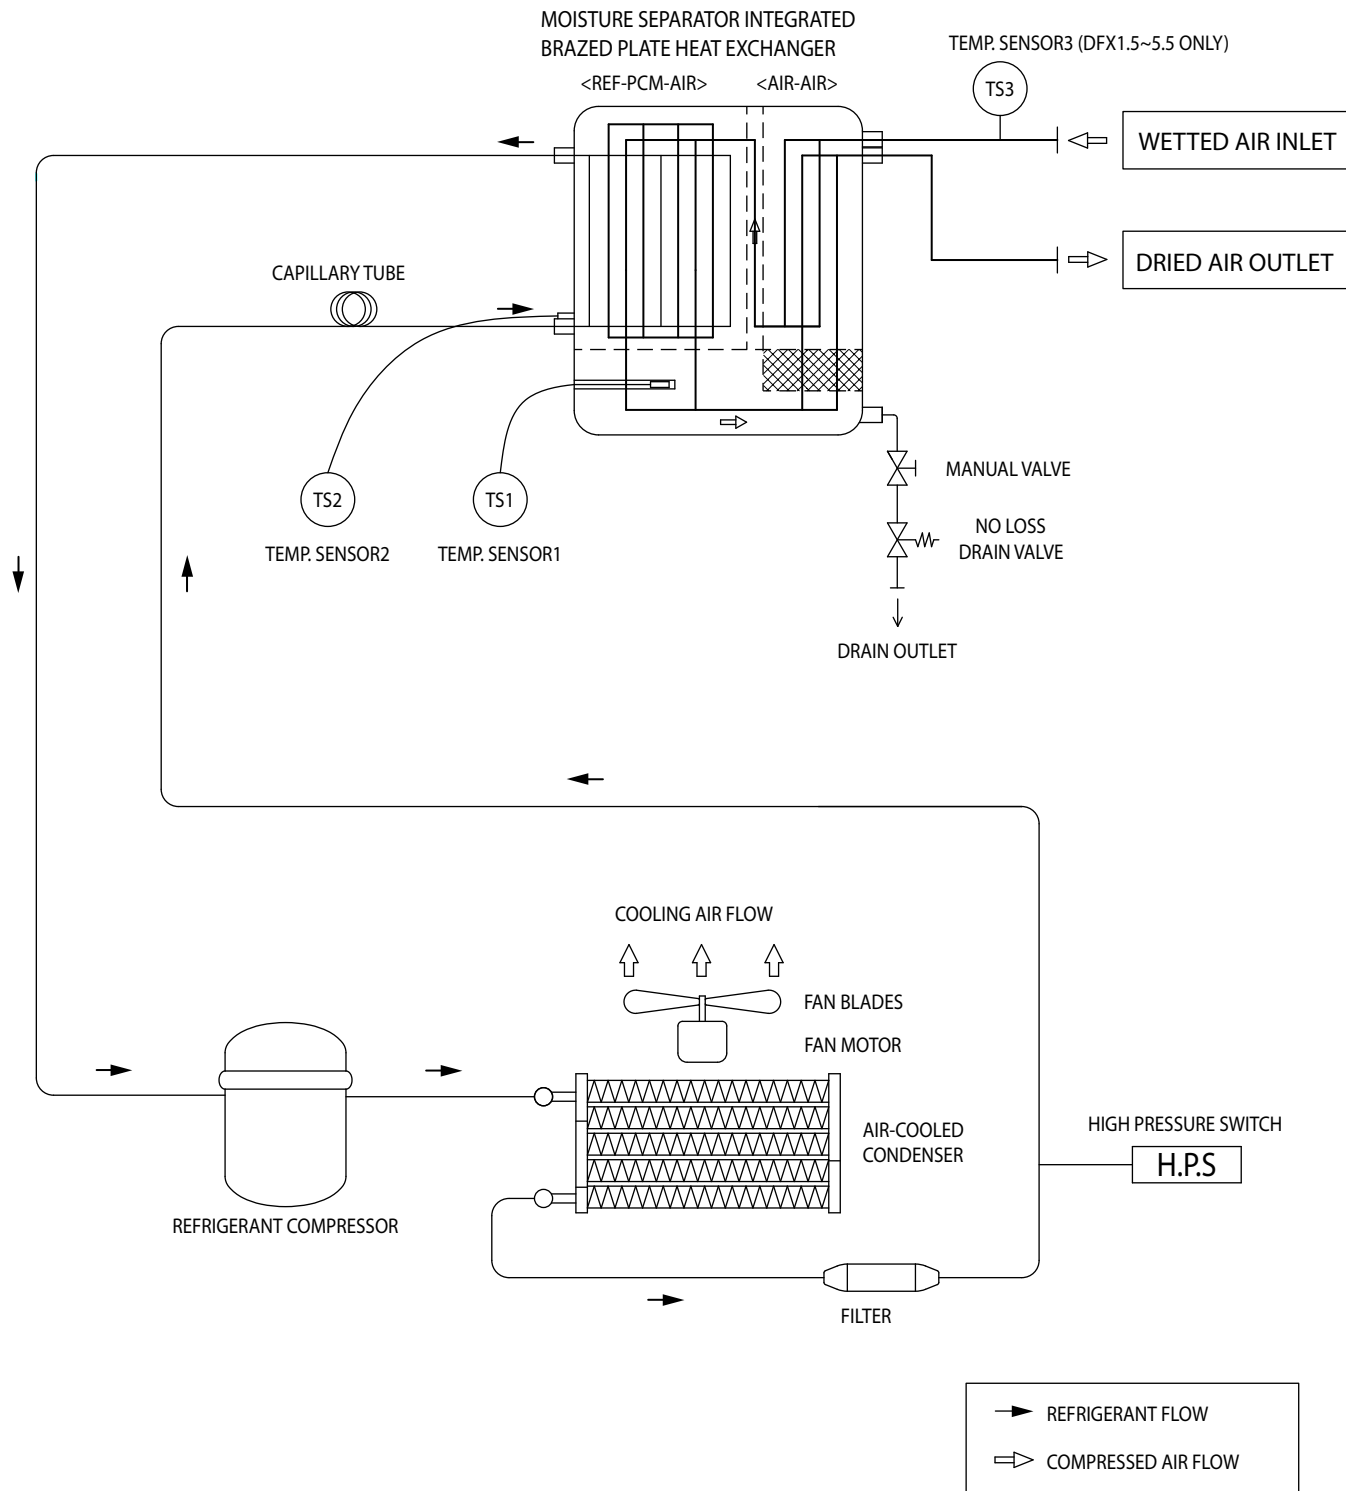 MOISTURE SEPARATOR INTEGRATED
BRAZED PLATE HEAT EXCHANGER
<REF-PCM-AIR>
<AIR-AIR>
TEMP. SENSOR3 (DFX1.5~5.5 ONLY)
TS3
WETTED AIR INLET
DRIED AIR OUTLET
CAPILLARY TUBE
TS2
TS1
TEMP. SENSOR2
TEMP. SENSOR1
MANUAL VALVE
NO LOSS
DRAIN VALVE
DRAIN OUTLET
COOLING AIR FLOW
FAN BLADES
FAN MOTOR
AIR-COOLED
CONDENSER
HIGH PRESSURE SWITCH
H.P.S
REFRIGERANT COMPRESSOR
FILTER
REFRIGERANT FLOW
COMPRESSED AIR FLOW